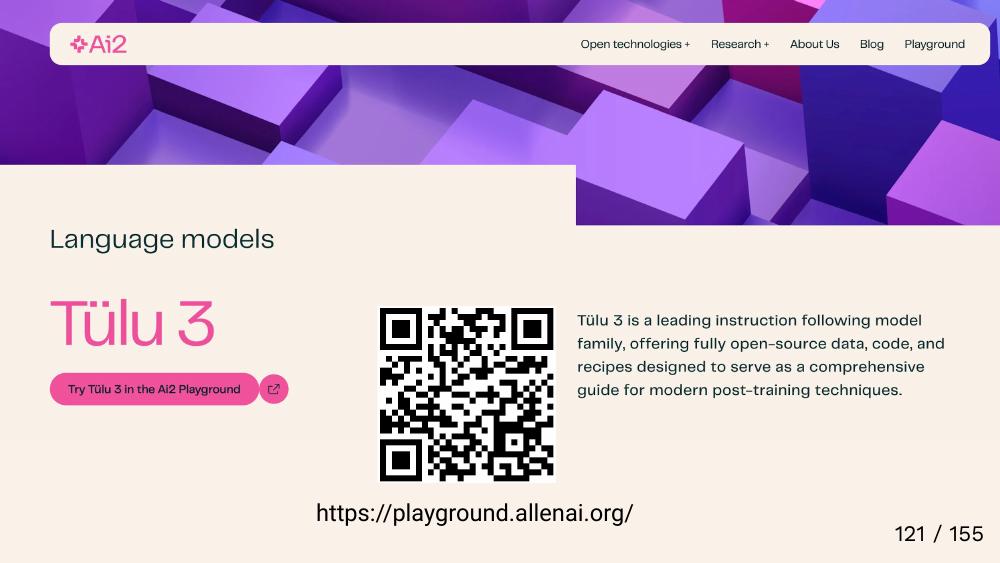 Ai2
Open technologies + Research + About Us Blog Playground
Language models
Tülu 3
Try Tülu 3 in the Ai2 Playground
Tülu 3 is a leading instruction following model
family, offering fully open-source data, code, and
recipes designed to serve as a comprehensive
guide for modern post-training techniques.
https://playground.allenai.org/
121 / 155